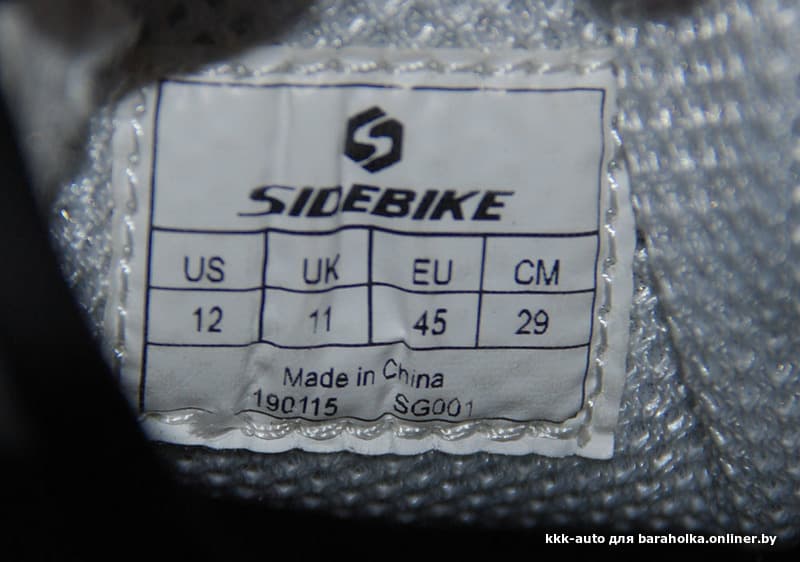 SIDEBIKE
US UK EU CM
12 11 45 29
Made in China
190115 SG001
kkk-auto для baraholka.onliner.by